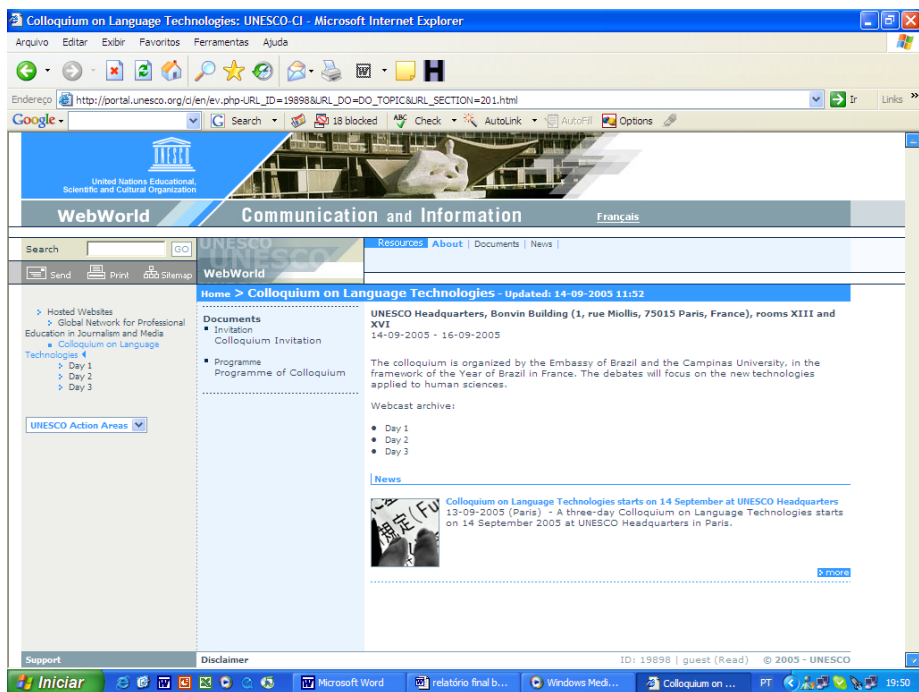 Colloquium on Language Technologies: UNESCO-CI - Microsoft Internet Explorer
Arquivo Editar Exibir Favoritos Ferramentas Ajuda
Endereço http://portal.unesco.org/ci/en/ev.php-URL_ID=19898&URL_DO=DO_TOPIC&URL_SECTION=201.html Ir Links »
Google Search 18 blocked ABC Check AutoLink AutoFill Options
United Nations Educational,
Scientific and Cultural Organization
WebWorld Communication and Information Français
Search GO
UNESCO
UNESCO
Resources About | Documents | News |
Send Print Sitemap WebWorld
Home > Colloquium on Language Technologies - Updated: 14-09-2005 11:52
Hosted Websites
Global Network for Professional
Education in Journalism and Media
Colloquium on Language
Technologies
Day 1
Day 2
Day 3
UNESCO Action Areas
Documents
Invitation
Colloquium Invitation
Programme
Programme of Colloquium
UNESCO Headquarters, Bonvin Building (1, rue Miollis, 75015 Paris, France), rooms XIII and
XVI
14-09-2005 - 16-09-2005
The colloquium is organized by the Embassy of Brazil and the Campinas University, in the
framework of the Year of Brazil in France. The debates will focus on the new technologies
applied to human sciences.
Webcast archive:
Day 1
Day 2
Day 3
News
Colloquium on Language Technologies starts on 14 September at UNESCO Headquarters
13-09-2005 (Paris) - A three-day Colloquium on Language Technologies starts
on 14 September 2005 at UNESCO Headquarters in Paris.
規定 (Fu
more
Support Disclaimer ID: 19898 | guest (Read) © 2005 - UNESCO
Iniciar Microsoft Word relatório final b... Windows Medi... Colloquium on ... PT 19:50